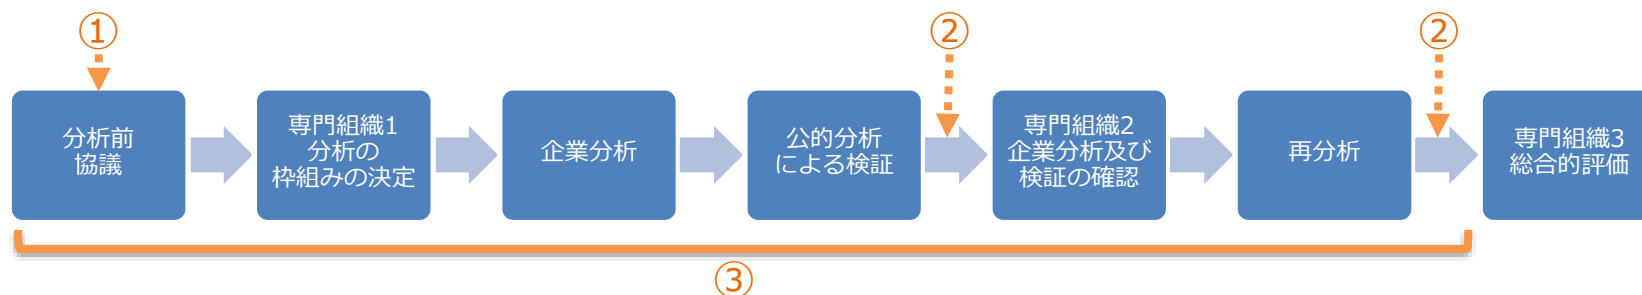 ①
②
②
分析前
協議
専門組織1
分析の
枠組みの決定
企業分析
公的分析
による検証
専門組織2
企業分析及び
検証の確認
再分析
専門組織3
総合的評価
③